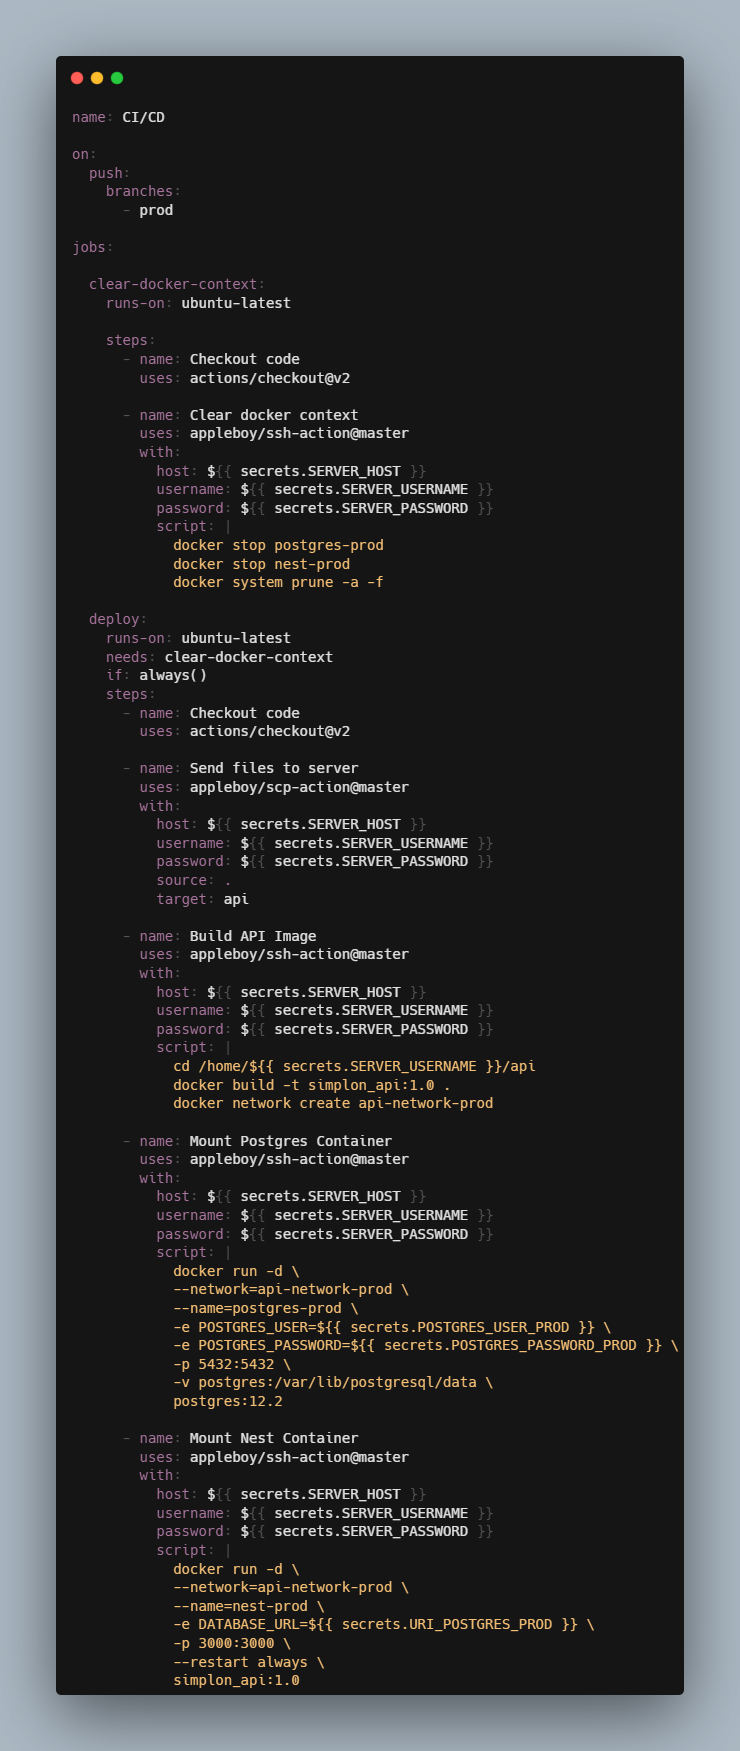 name: CI/CD
on:
  push:
    branches:
      - prod
jobs:
  clear-docker-context:
    runs-on: ubuntu-latest
    steps:
      - name: Checkout code
        uses: actions/checkout@v2
      - name: Clear docker context
        uses: appleboy/ssh-action@master
        with:
          host: ${{ secrets.SERVER_HOST }}
          username: ${{ secrets.SERVER_USERNAME }}
          password: ${{ secrets.SERVER_PASSWORD }}
          script: |
            docker stop postgres-prod
            docker stop nest-prod
            docker system prune -a -f
  deploy:
    runs-on: ubuntu-latest
    needs: clear-docker-context
    if: always()
    steps:
      - name: Checkout code
        uses: actions/checkout@v2
      - name: Send files to server
        uses: appleboy/scp-action@master
        with:
          host: ${{ secrets.SERVER_HOST }}
          username: ${{ secrets.SERVER_USERNAME }}
          password: ${{ secrets.SERVER_PASSWORD }}
          source: .
          target: api
      - name: Build API Image
        uses: appleboy/ssh-action@master
        with:
          host: ${{ secrets.SERVER_HOST }}
          username: ${{ secrets.SERVER_USERNAME }}
          password: ${{ secrets.SERVER_PASSWORD }}
          script: |
            cd /home/${{ secrets.SERVER_USERNAME }}/api
            docker build -t simplon_api:1.0 .
            docker network create api-network-prod
      - name: Mount Postgres Container
        uses: appleboy/ssh-action@master
        with:
          host: ${{ secrets.SERVER_HOST }}
          username: ${{ secrets.SERVER_USERNAME }}
          password: ${{ secrets.SERVER_PASSWORD }}
          script: |
            docker run -d \
            --network=api-network-prod \
            --name=postgres-prod \
            -e POSTGRES_USER=${{ secrets.POSTGRES_USER_PROD }} \
            -e POSTGRES_PASSWORD=${{ secrets.POSTGRES_PASSWORD_PROD }} \
            -p 5432:5432 \
            -v postgres:/var/lib/postgresql/data \
            postgres:12.2
      - name: Mount Nest Container
        uses: appleboy/ssh-action@master
        with:
          host: ${{ secrets.SERVER_HOST }}
          username: ${{ secrets.SERVER_USERNAME }}
          password: ${{ secrets.SERVER_PASSWORD }}
          script: |
            docker run -d \
            --network=api-network-prod \
            --name=nest-prod \
            -e DATABASE_URL=${{ secrets.URI_POSTGRES_PROD }} \
            -p 3000:3000 \
            --restart always \
            simplon_api:1.0